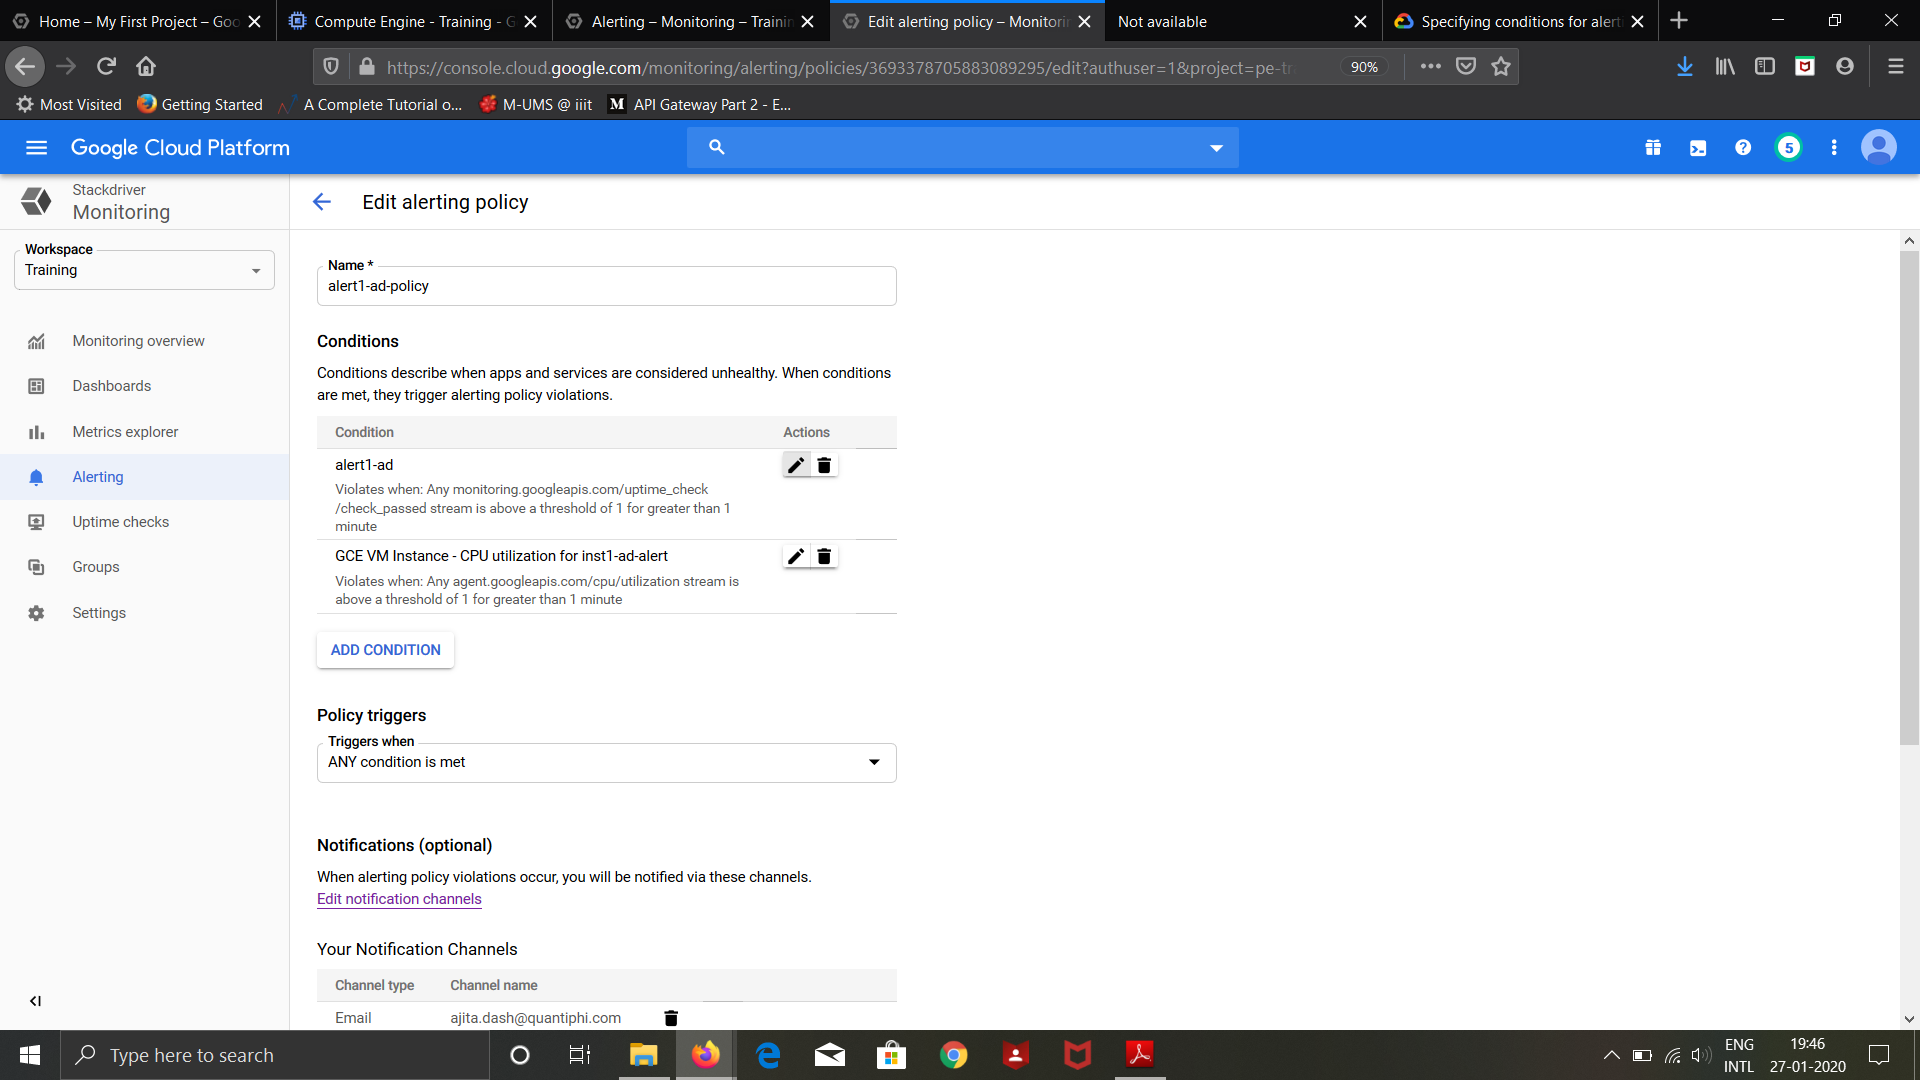 Home – My First Project – Goo
Compute Engine - Training - G
Alerting – Monitoring – Trainin
Edit alerting policy – Monitorin
Not available
Specifying conditions for alert
https://console.cloud.google.com/monitoring/alerting/policies/3693378705883089295/edit?authuser=1&project=pe-tr
90%
Most Visited
Getting Started
A Complete Tutorial o...
M-UMS @ iiit
M API Gateway Part 2 - E...
Google Cloud Platform
5
Stackdriver
Monitoring
Edit alerting policy
Workspace
Training
Monitoring overview
Dashboards
Metrics explorer
Alerting
Uptime checks
Groups
Settings
Name *
alert1-ad-policy
Conditions
Conditions describe when apps and services are considered unhealthy. When conditions
are met, they trigger alerting policy violations.
Condition Actions
alert1-ad
Violates when: Any monitoring.googleapis.com/uptime_check
/check_passed stream is above a threshold of 1 for greater than 1
minute
GCE VM Instance - CPU utilization for inst1-ad-alert
Violates when: Any agent.googleapis.com/cpu/utilization stream is
above a threshold of 1 for greater than 1 minute
ADD CONDITION
Policy triggers
Triggers when
ANY condition is met
Notifications (optional)
When alerting policy violations occur, you will be notified via these channels.
Edit notification channels
Your Notification Channels
Channel type Channel name
Email ajita.dash@quantiphi.com
Type here to search
ENG
INTL
19:46
27-01-2020